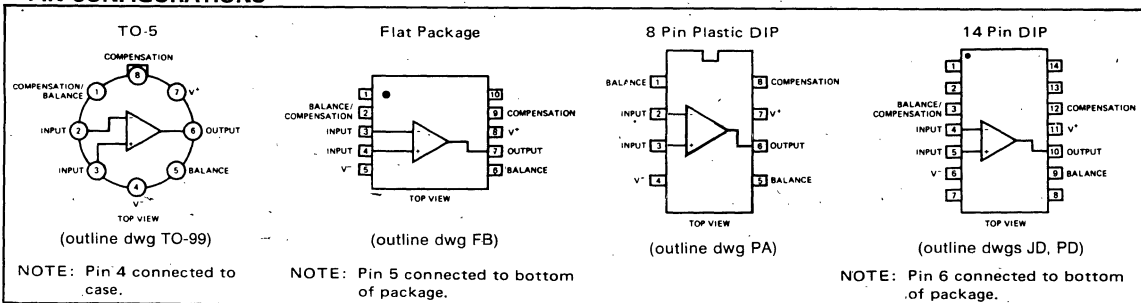 TO-5
COMPENSATION
8
COMPENSATION/
BALANCE
1
7
V+
INPUT
2
-
6
OUTPUT
+
INPUT
3
5
BALANCE
4
V-
TOP VIEW
(outline dwg TO-99)
NOTE: Pin 4 connected to
case.
Flat Package
1
10
BALANCE/
COMPENSATION
2
9
COMPENSATION
INPUT
3
-
8
V+
INPUT
4
+
7
OUTPUT
V-
5
6
BALANCE
TOP VIEW
(outline dwg FB)
NOTE: Pin 5 connected to bottom
of package.
8 Pin Plastic DIP
BALANCE
1
8
COMPENSATION
INPUT
2
-
7
V+
INPUT
3
+
6
OUTPUT
V-
4
5
BALANCE
TOP VIEW
(outline dwg PA)
14 Pin DIP
1
14
2
13
BALANCE/
COMPENSATION
3
12
COMPENSATION
INPUT
4
-
11
V+
INPUT
5
+
10
OUTPUT
V-
6
9
BALANCE
7
8
TOP VIEW
(outline dwgs JD, PD)
NOTE: Pin 6 connected to bottom
of package.